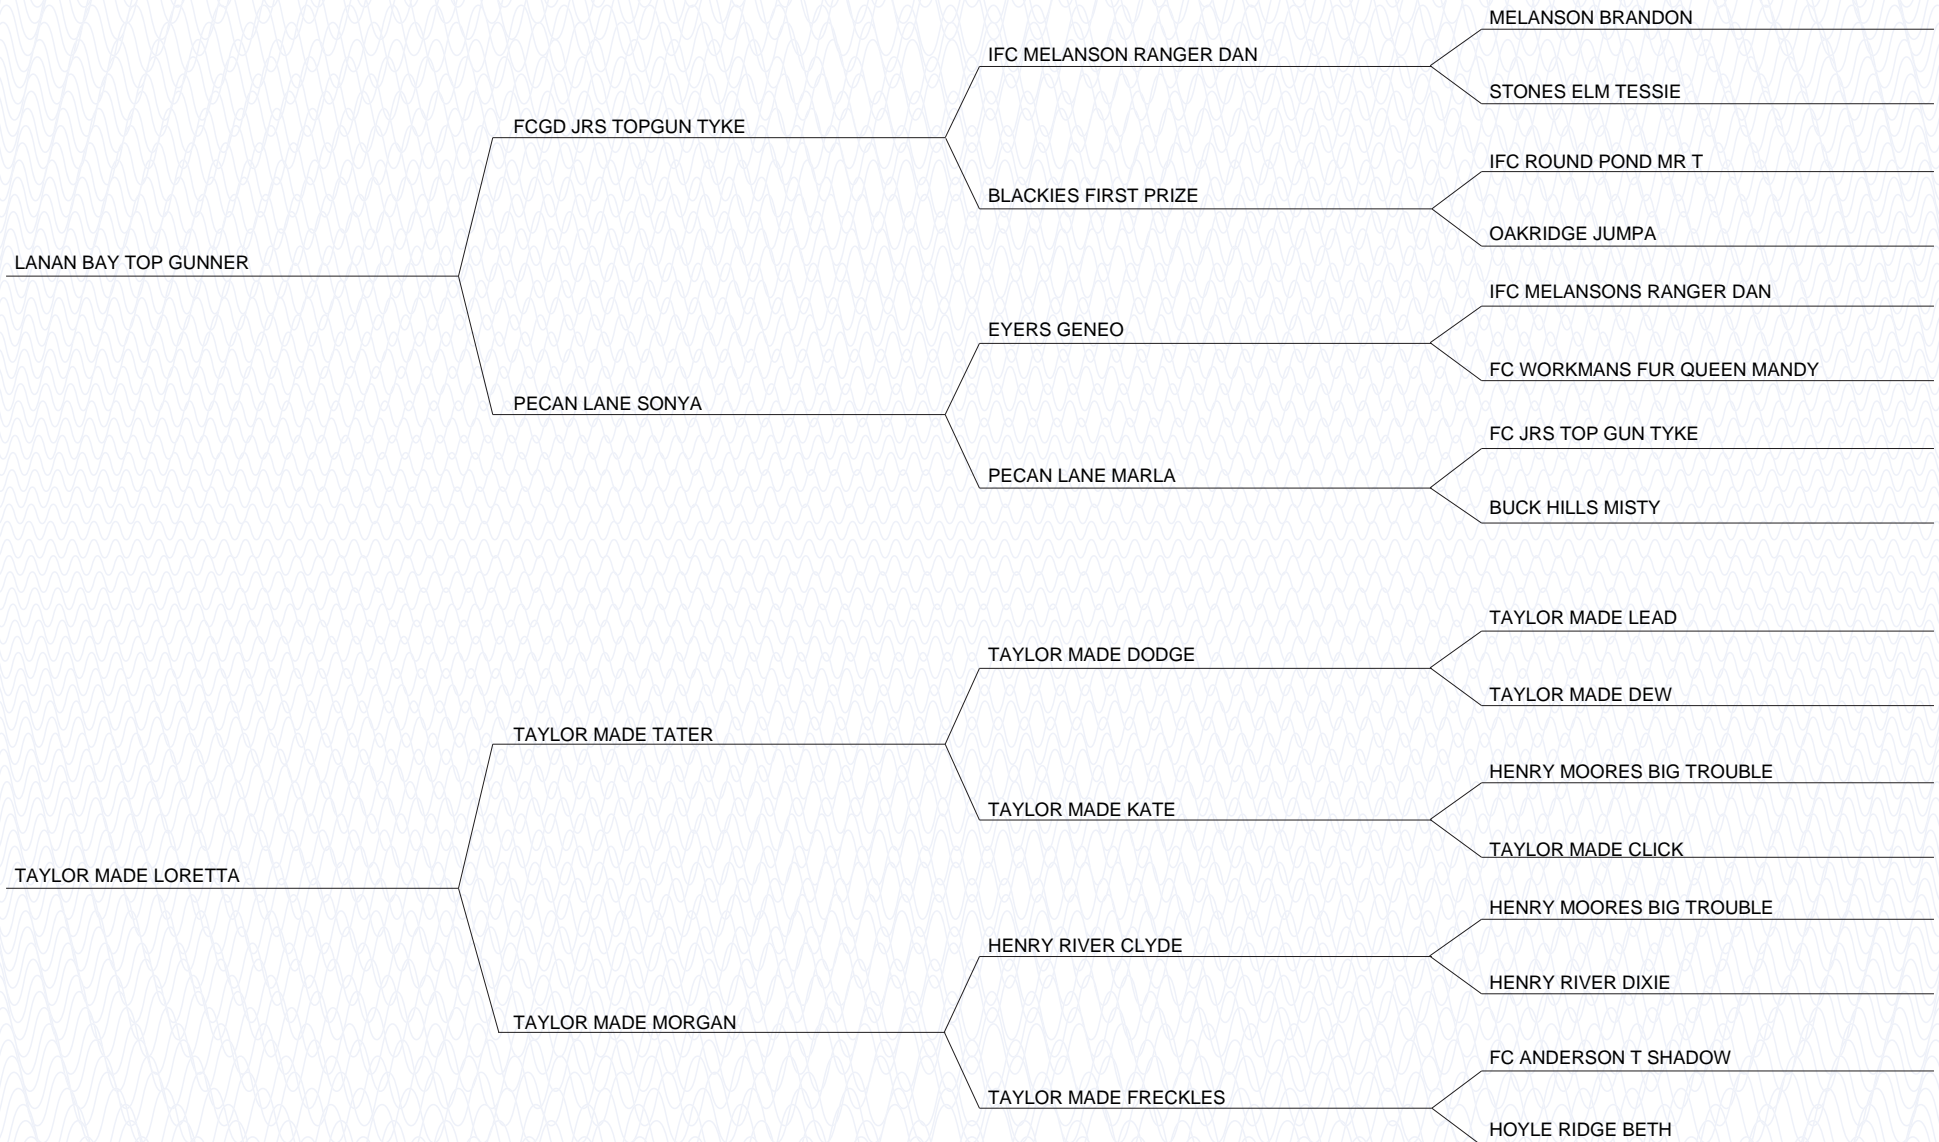 MELANSON BRANDON
IFC MELANSON RANGER DAN
STONES ELM TESSIE
FCGD JRS TOPGUN TYKE
IFC ROUND POND MR T
BLACKIES FIRST PRIZE
OAKRIDGE JUMPA
LANAN BAY TOP GUNNER
IFC MELANSONS RANGER DAN
EYERS GENEO
FC WORKMANS FUR QUEEN MANDY
PECAN LANE SONYA
FC JRS TOP GUN TYKE
PECAN LANE MARLA
BUCK HILLS MISTY
TAYLOR MADE LEAD
TAYLOR MADE DODGE
TAYLOR MADE DEW
TAYLOR MADE TATER
HENRY MOORES BIG TROUBLE
TAYLOR MADE KATE
TAYLOR MADE CLICK
TAYLOR MADE LORETTA
HENRY MOORES BIG TROUBLE
HENRY RIVER CLYDE
HENRY RIVER DIXIE
TAYLOR MADE MORGAN
FC ANDERSON T SHADOW
TAYLOR MADE FRECKLES
HOYLE RIDGE BETH